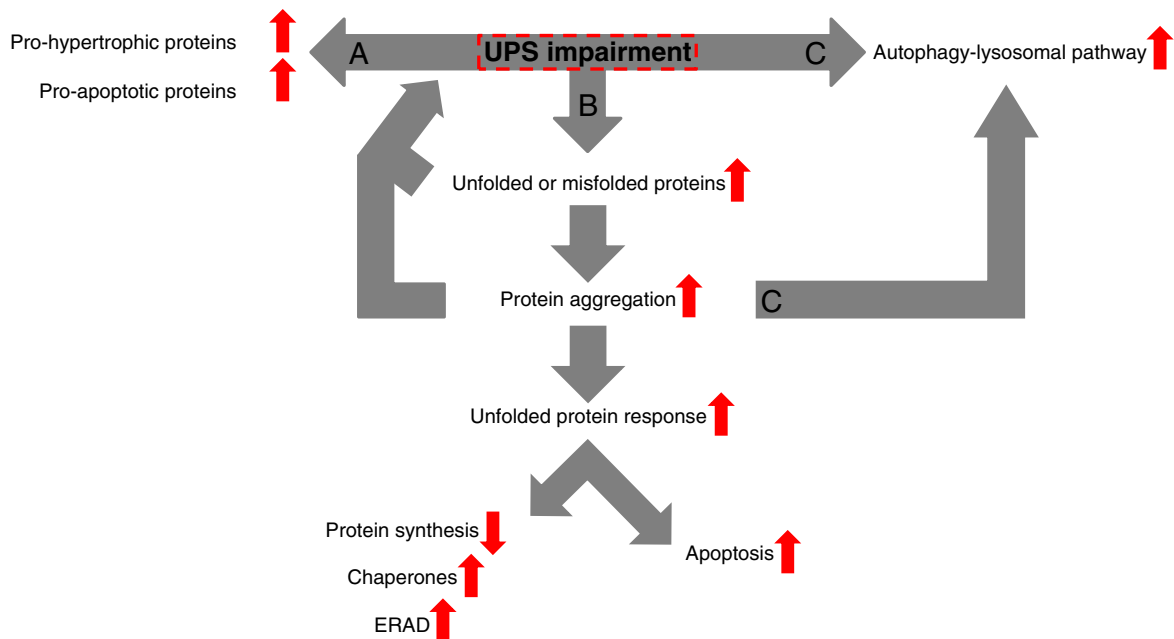 Pro-hypertrophic proteins
A
UPS impairment
C
Autophagy-lysosomal pathway
Pro-apoptotic proteins
B
Unfolded or misfolded proteins
Protein aggregation
C
Unfolded protein response
Protein synthesis
Apoptosis
Chaperones
ERAD